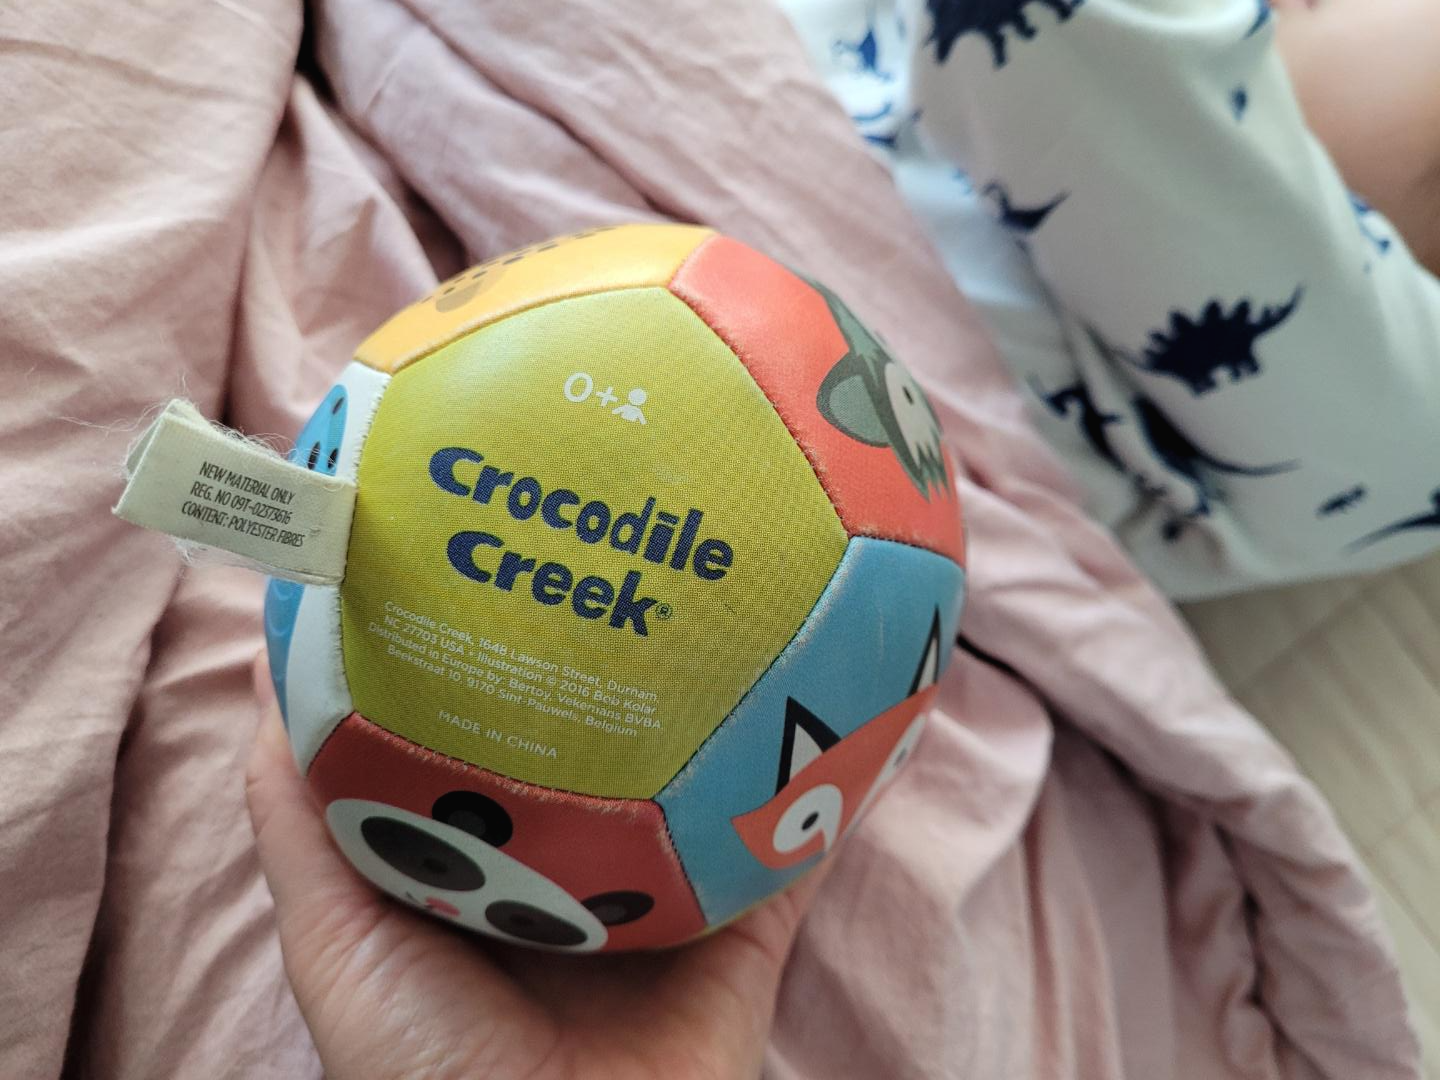 0+
Crocodile
Creek®
Crocodile Creek, 1648 Lawson Street, Durham
NC 27703 USA • Illustration © 2016 Bob Kolar
Distributed in Europe by: Bertoy, Vekemans BVBA,
Beekstraat 10, 9170 Sint-Pauwels, Belgium
MADE IN CHINA
NEW MATERIAL ONLY
REG. NO 09T-02373616
CONTENT: POLYESTER FIBRES